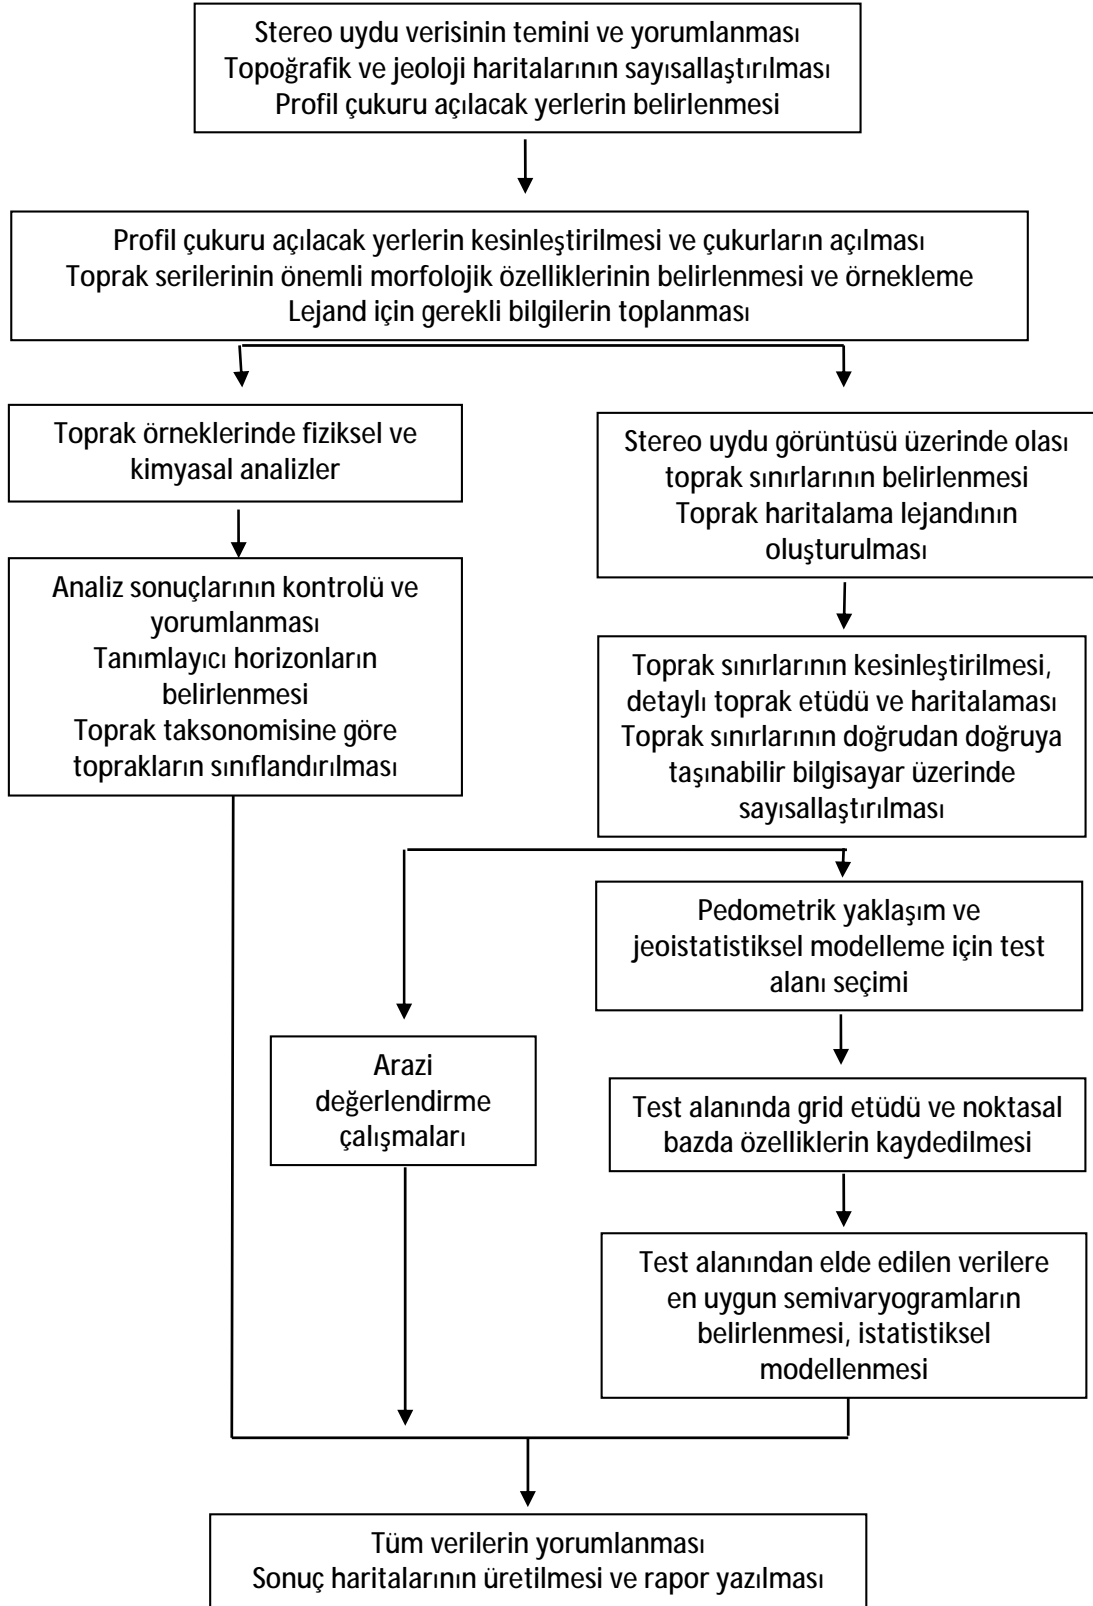 Stereo uydu verisinin temini ve yorumlanması
Topoğrafik ve jeoloji haritalarının sayısallaştırılması
Profil çukuru açılacak yerlerin belirlenmesi
Profil çukuru açılacak yerlerin kesinleştirilmesi ve çukurların açılması
Toprak serilerinin önemli morfolojik özelliklerinin belirlenmesi ve örnekleme
Lejand için gerekli bilgilerin toplanması
Toprak örneklerinde fiziksel ve
kimyasal analizler
Stereo uydu görüntüsü üzerinde olası
toprak sınırlarının belirlenmesi
Toprak haritalama lejandının
oluşturulması
Analiz sonuçlarının kontrolü ve
yorumlanması
Tanımlayıcı horizonların
belirlenmesi
Toprak taksonomisine göre
toprakların sınıflandırılması
Toprak sınırlarının kesinleştirilmesi,
detaylı toprak etüdü ve haritalaması
Toprak sınırlarının doğrudan doğruya
taşınabilir bilgisayar üzerinde
sayısallaştırılması
Pedometrik yaklaşım ve
jeoistatistiksel modelleme için test
alanı seçimi
Arazi
değerlendirme
çalışmaları
Test alanında grid etüdü ve noktasal
bazda özelliklerin kaydedilmesi
Test alanından elde edilen verilere
en uygun semivaryogramların
belirlenmesi, istatistiksel
modellenmesi
Tüm verilerin yorumlanması
Sonuç haritalarının üretilmesi ve rapor yazılması